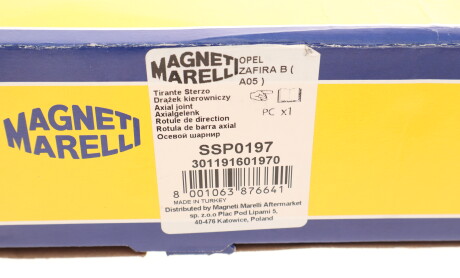 MAGNETI
MARELLI
OPEL
ZAFIRA B (
A05 )
PC x1
Tirante Sterzo
Drążek kierowniczy
Axial joint
Axialgelenk
Rotule de direction
Rotula de barra axial
Осевой шарнир
SSP0197
301191601970
8 001063 876641
MADE IN TURKEY
Distributed by Magneti Marelli Aftermarket
sp. z.o.o Plac Pod Lipami 5,
40-476 Katowice, Poland
MAGNETI
MARELLI